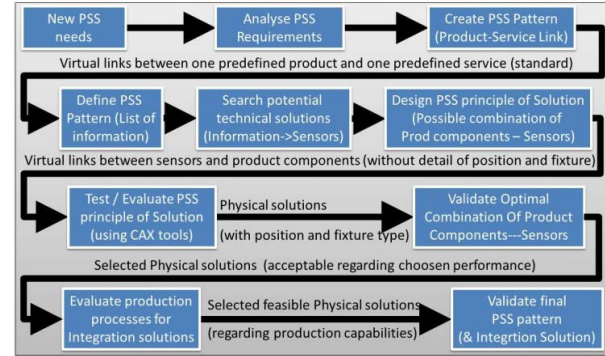 New PSS
needs
Analyse PSS
Requirements
Create PSS Pattern
(Product-Service Link)
Virtual links between one predefined product and one predefined service (standard)
Define PSS
Pattern (List of
information)
Search potential
technical solutions
(Information->Sensors)
Design PSS principle of Solution
(Possible combination of
Prod components – Sensors)
Virtual links between sensors and product components (without detail of position and fixture)
Test / Evaluate PSS
principle of Solution
(using CAX tools)
Physical solutions
(with position and fixture type)
Validate Optimal
Combination Of Product
Components---Sensors
Selected Physical solutions (acceptable regarding choosen performance)
Evaluate production
processes for
Integration solutions
Selected feasible Physical solutions
(regarding production capabilities)
Validate final
PSS pattern
(& Integrtion Solution)